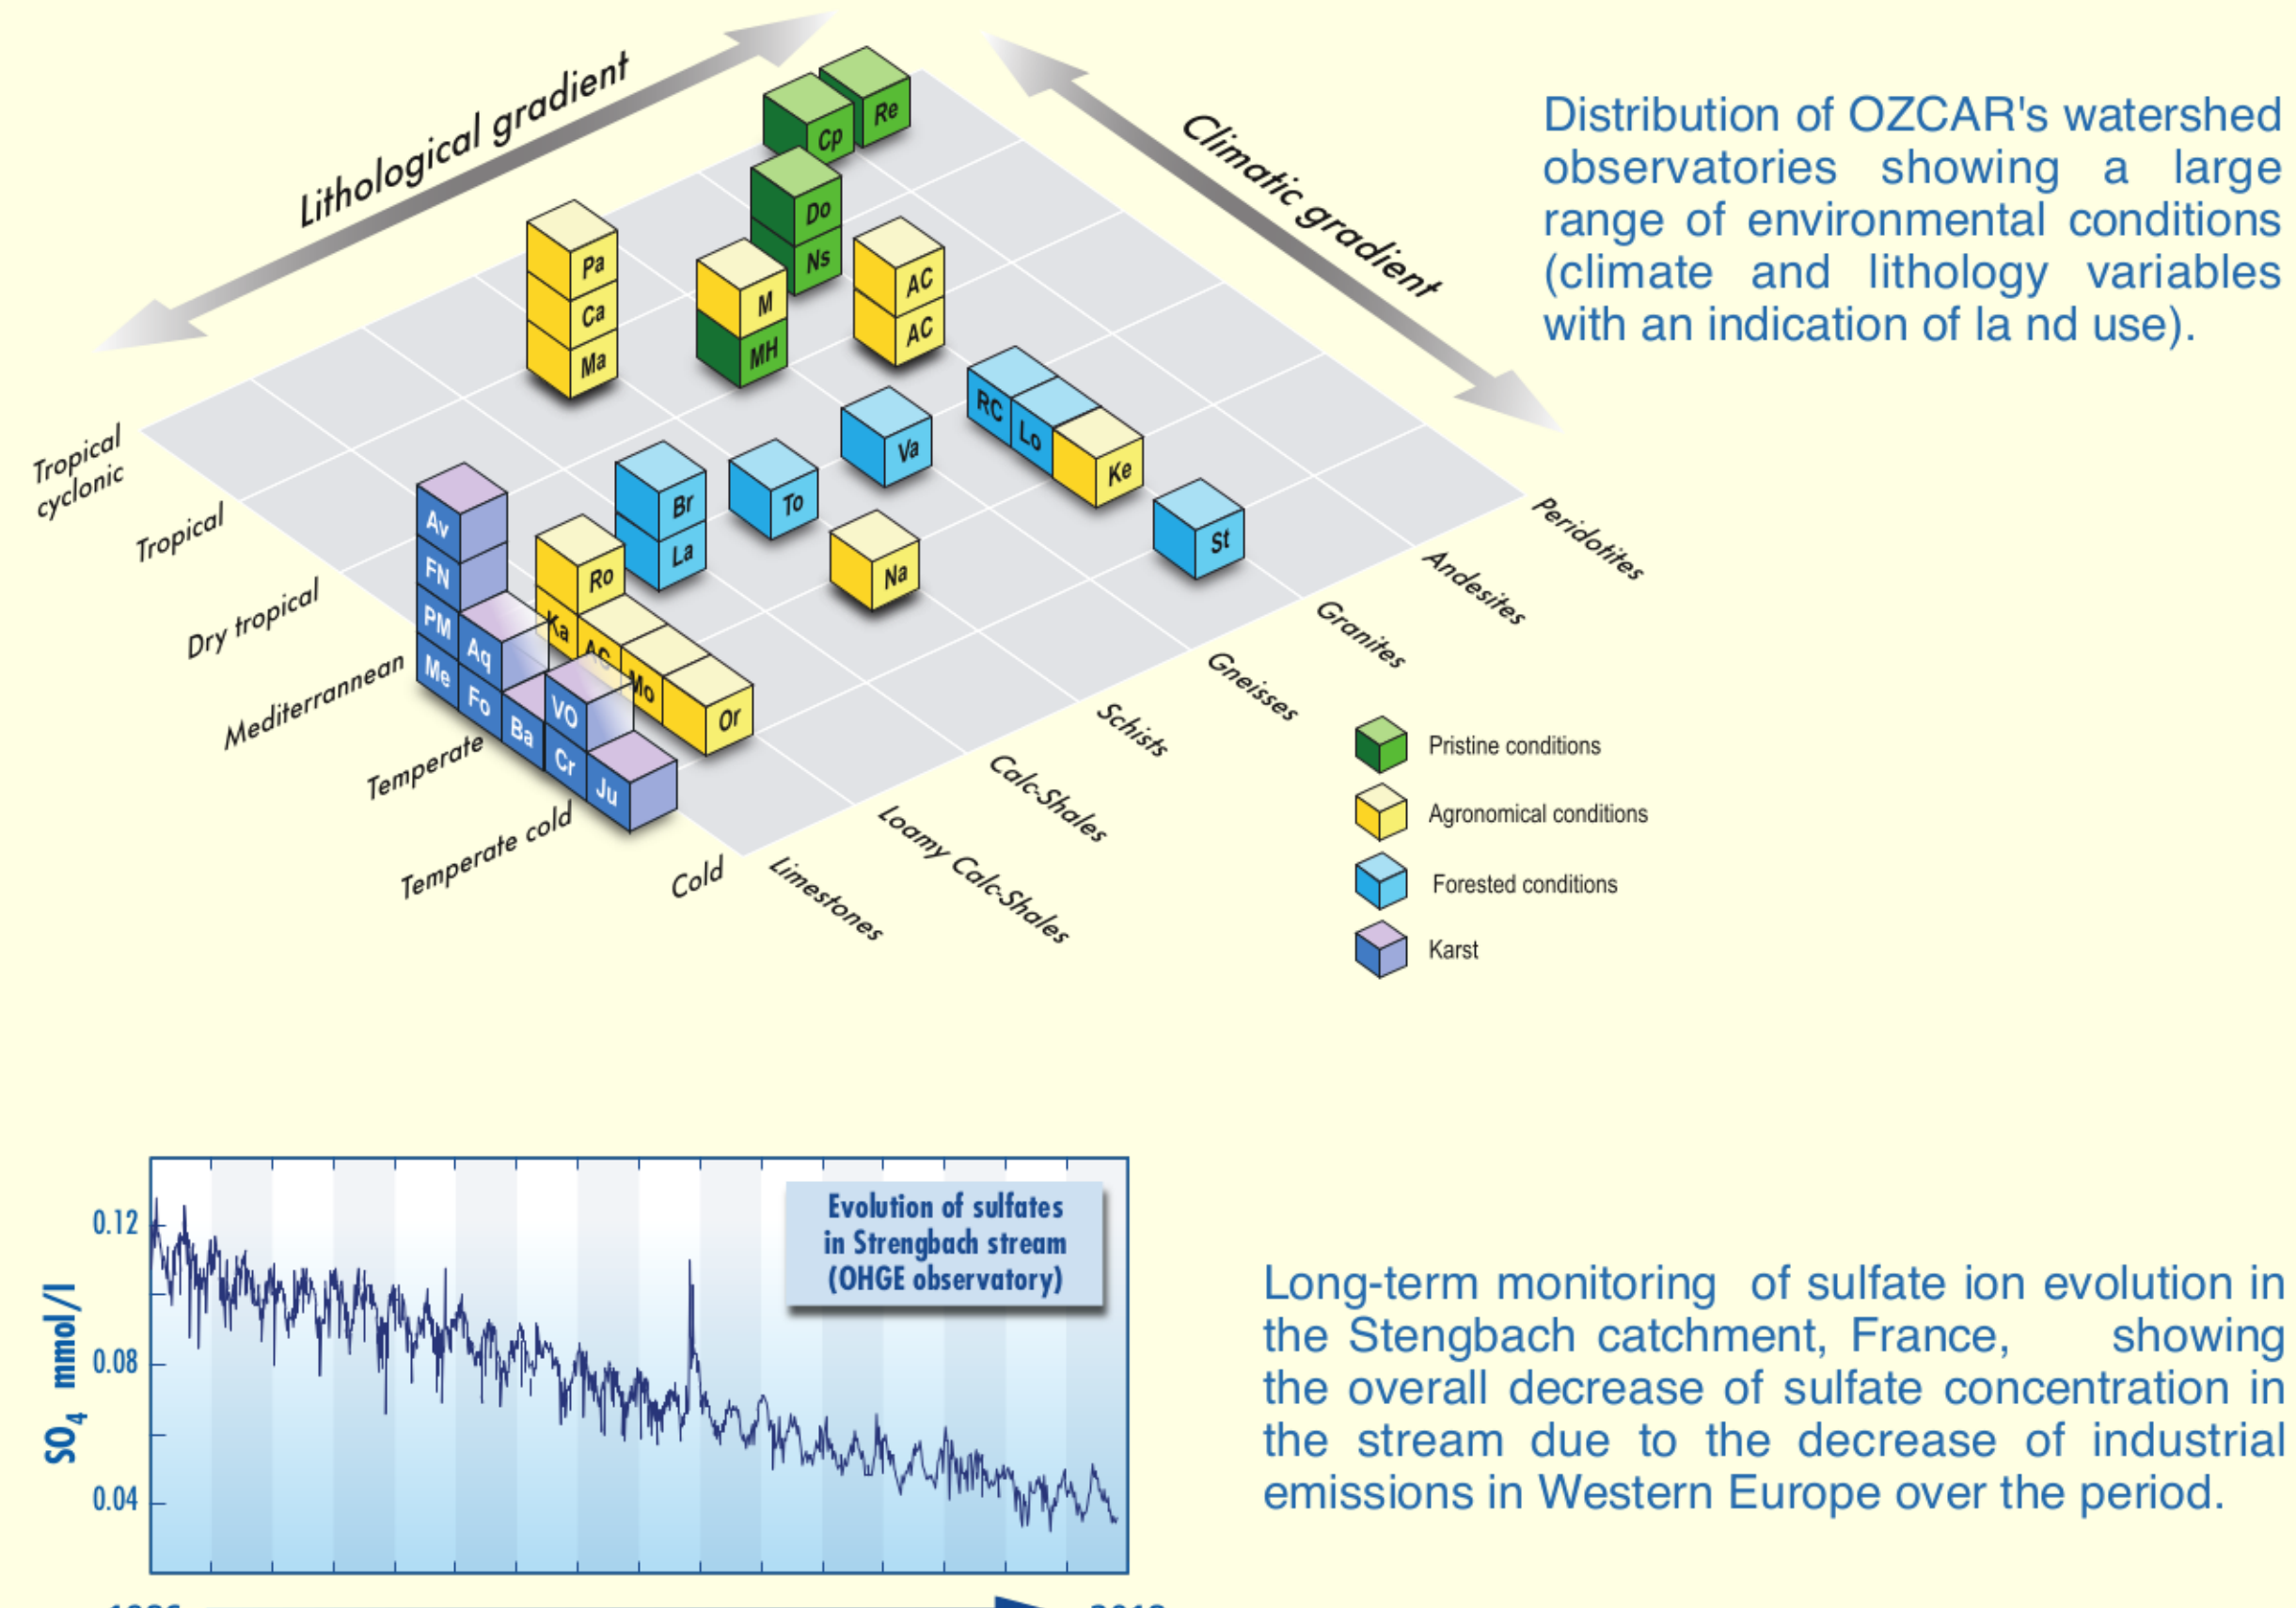 Lithological gradient
Climatic gradient
Distribution of OZCAR's watershed
observatories showing a large
range of environmental conditions
(climate and lithology variables
with an indication of la nd use).
Re
Cp
Do
Ns
Pa
Ca
Ma
M
MH
AC
AC
RC
Lo
Ke
Va
St
Br
La
To
Na
Av
FN
PM
Me
Aq
Fo
Ba
VO
Cr
Ju
Ro
Ka
AC
Mo
Or
Tropical
cyclonic
Tropical
Dry tropical
Mediterrannean
Temperate
Temperate cold
Cold
Peridotites
Andesites
Granites
Gneisses
Schists
Calc-Shales
Loamy Calc-Shales
Limestones
Pristine conditions
Agronomical conditions
Forested conditions
Karst
Evolution of sulfates
in Strengbach stream
(OHGE observatory)
0.12
0.08
0.04
SO4 mmol/l
Long-term monitoring of sulfate ion evolution in
the Stengbach catchment, France, showing
the overall decrease of sulfate concentration in
the stream due to the decrease of industrial
emissions in Western Europe over the period.